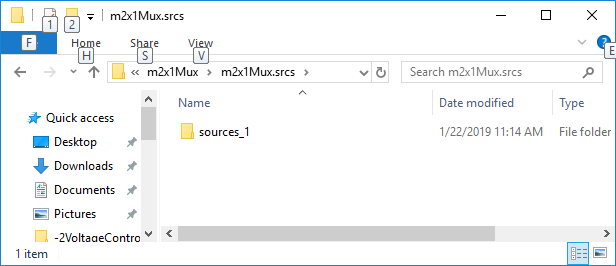 m2x1Mux.srcs
1 2
F Home Share View E
H S V
« m2x1Mux > m2x1Mux.srcs > Search m2x1Mux.srcs
Name Date modified Type
Quick access
sources_1 1/22/2019 11:14 AM File folder
Desktop
Downloads
Documents
Pictures
-2VoltageContro
1 item